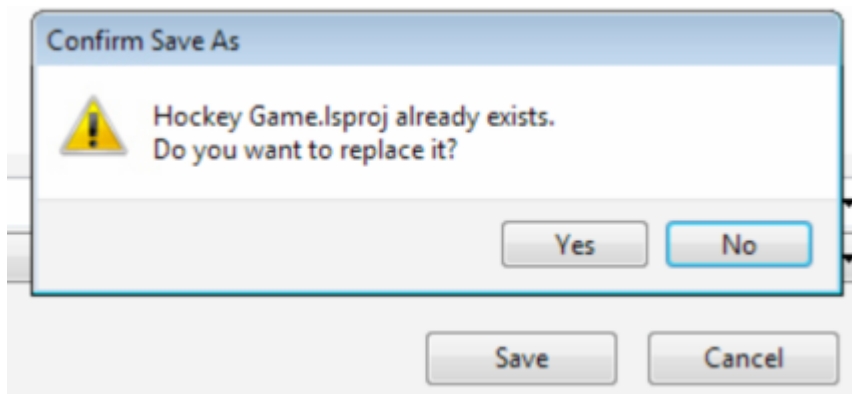 Confirm Save As
Hockey Game.lsproj already exists.
Do you want to replace it?
Yes No
Save Cancel